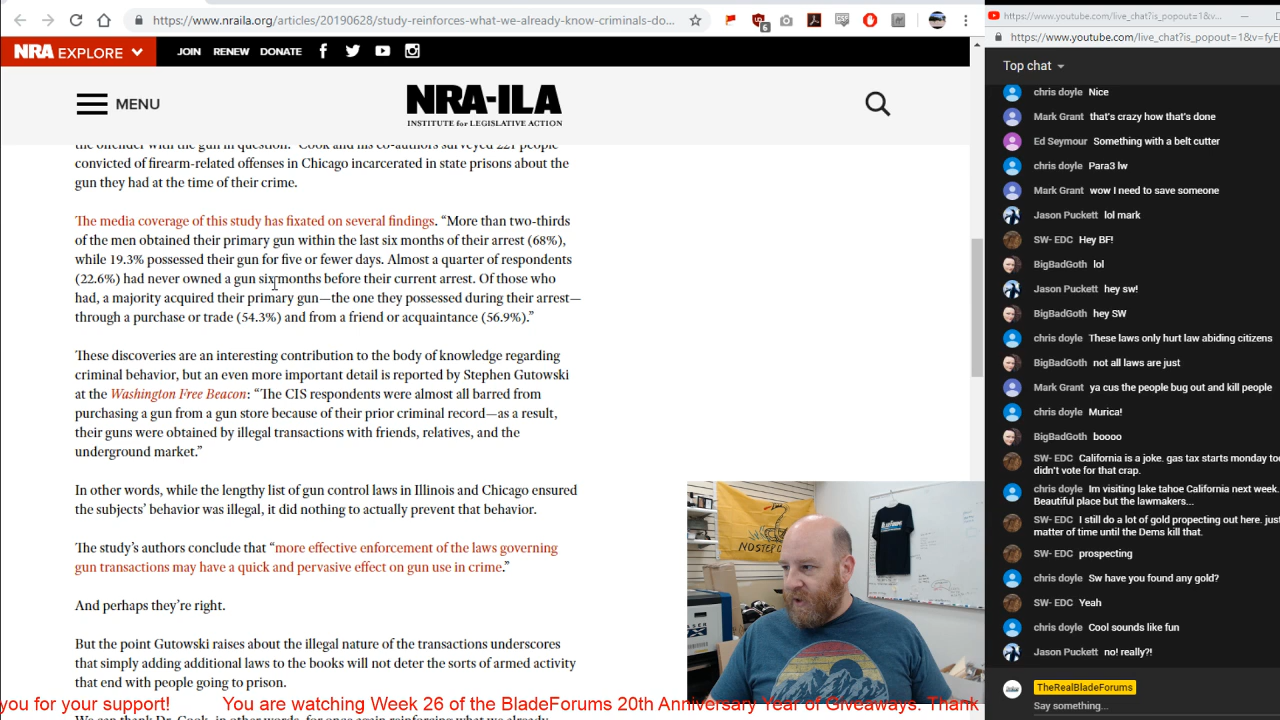 https://www.nraila.org/articles/20190628/study-reinforces-what-we-already-know-criminals-do...
6
NRA EXPLORE
JOIN RENEW DONATE
MENU
NRA-ILA
INSTITUTE for LEGISLATIVE ACTION
the offender with the gun in question." Cook and his co-authors surveyed 221 people
convicted of firearm-related offenses in Chicago incarcerated in state prisons about the
gun they had at the time of their crime.
The media coverage of this study has fixated on several findings. “More than two-thirds
of the men obtained their primary gun within the last six months of their arrest (68%),
while 19.3% possessed their gun for five or fewer days. Almost a quarter of respondents
(22.6%) had never owned a gun six months before their current arrest. Of those who
had, a majority acquired their primary gun—the one they possessed during their arrest—
through a purchase or trade (54.3%) and from a friend or acquaintance (56.9%).”
These discoveries are an interesting contribution to the body of knowledge regarding
criminal behavior, but an even more important detail is reported by Stephen Gutowski
at the Washington Free Beacon: “The CIS respondents were almost all barred from
purchasing a gun from a gun store because of their prior criminal record—as a result,
their guns were obtained by illegal transactions with friends, relatives, and the
underground market.”
In other words, while the lengthy list of gun control laws in Illinois and Chicago ensured
the subjects’ behavior was illegal, it did nothing to actually prevent that behavior.
The study’s authors conclude that “more effective enforcement of the laws governing
gun transactions may have a quick and pervasive effect on gun use in crime.”
And perhaps they’re right.
But the point Gutowski raises about the illegal nature of the transactions underscores
that simply adding additional laws to the books will not deter the sorts of armed activity
that end with people going to prison.
We can thank Dr. Cook, in other words, for once again reinforcing what we already
NO STEP
BladeForums
you for your support! You are watching Week 26 of the BladeForums 20th Anniversary Year of Giveaways. Thank
https://www.youtube.com/live_chat?is_popout=1&v...
https://www.youtube.com/live_chat?is_popout=1&v=fyE
Top chat
chris doyle Nice
Mark Grant that's crazy how that's done
Ed Seymour Something with a belt cutter
chris doyle Para3 lw
Mark Grant wow I need to save someone
Jason Puckett lol mark
SW- EDC Hey BF!
BigBadGoth lol
Jason Puckett hey sw!
BigBadGoth hey SW
chris doyle These laws only hurt law abiding citizens
BigBadGoth not all laws are just
Mark Grant ya cus the people bug out and kill people
chris doyle Murica!
BigBadGoth boooo
SW- EDC California is a joke. gas tax starts monday too
didn't vote for that crap.
chris doyle Im visiting lake tahoe California next week.
Beautiful place but the lawmakers...
SW- EDC I still do a lot of gold propecting out here. just
matter of time until the Dems kill that.
SW- EDC prospecting
chris doyle Sw have you found any gold?
SW- EDC Yeah
chris doyle Cool sounds like fun
Jason Puckett no! really?!
TheRealBladeForums
Say something...